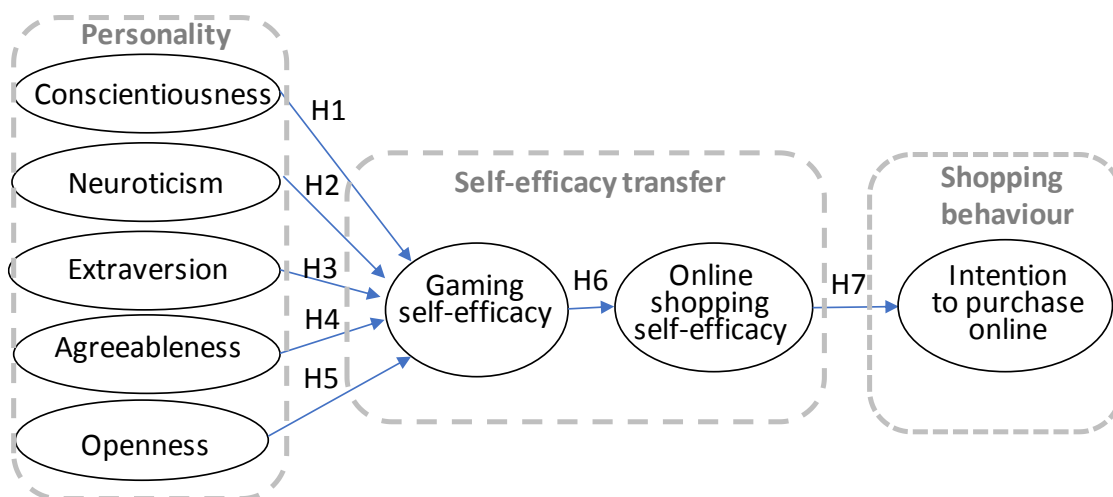 Personality
Conscientiousness
H1
Neuroticism
H2
Extraversion
H3
Agreeableness
H4
Openness
H5
Self-efficacy transfer
Gaming
self-efficacy
H6
Online
shopping
self-efficacy
H7
Shopping
behaviour
Intention
to purchase
online